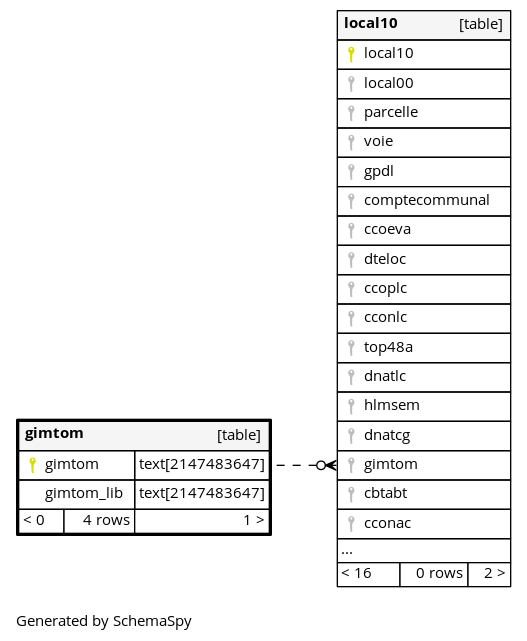 local10 [table]
local10
local00
parcelle
voie
gpdl
comptecommunal
ccoeva
dteloc
ccoplc
cconlc
top48a
dnatlc
hlmsem
dnatcg
gimtom
cbtabt
cconac
...
< 16 0 rows 2 >
gimtom [table]
gimtom text[2147483647]
gimtom_lib text[2147483647]
< 0 4 rows 1 >
Generated by SchemaSpy